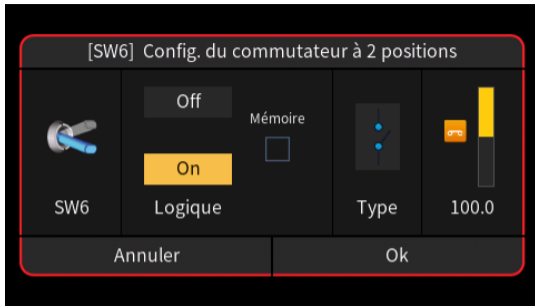 [SW6] Config. du commutateur à 2 positions
Off
Mémoire
On
SW6
Logique
Type
100.0
Annuler
Ok